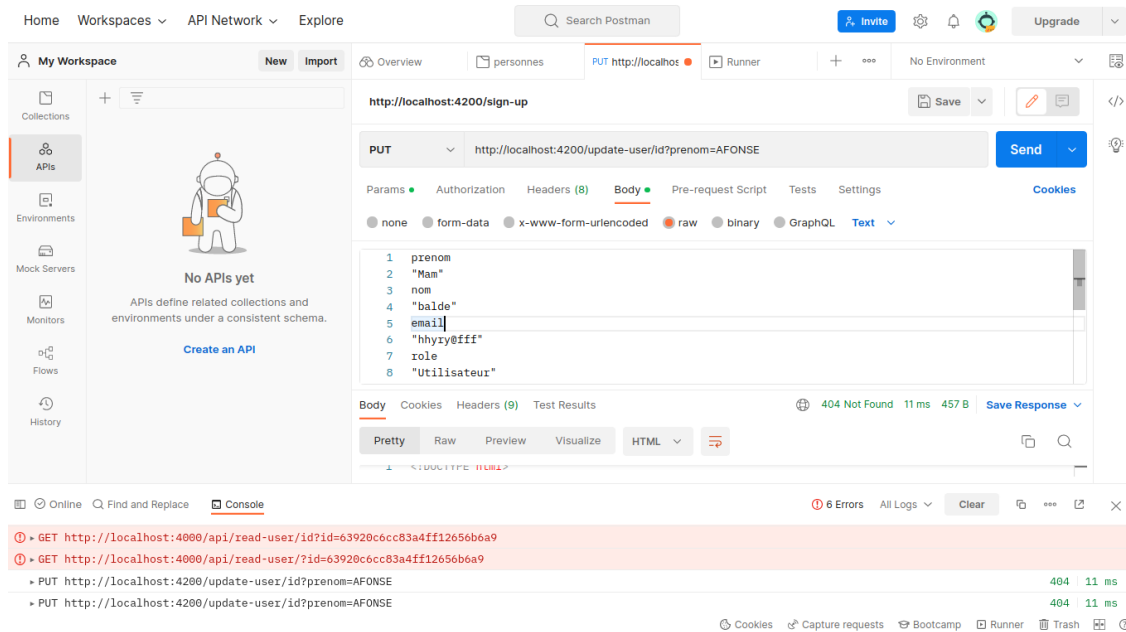 Home Workspaces API Network Explore Search Postman Invite Upgrade
My Workspace New Import Overview personnes PUT http://localhos Runner No Environment
Collections
APIs
Environments
Mock Servers
Monitors
Flows
History
No APIs yet
APIs define related collections and
environments under a consistent schema.
Create an API
http://localhost:4200/sign-up Save
PUT http://localhost:4200/update-user/id?prenom=AFONSE Send
Params Authorization Headers (8) Body Pre-request Script Tests Settings Cookies
none form-data x-www-form-urlencoded raw binary GraphQL Text
1 prenom
2 "Mam"
3 nom
4 "balde"
5 email
6 "hhyry@fff"
7 role
8 "Utilisateur"
Body Cookies Headers (9) Test Results 404 Not Found 11 ms 457 B Save Response
Pretty Raw Preview Visualize HTML
1 <!DOCTYPE html>
Online Find and Replace Console 6 Errors All Logs Clear
GET http://localhost:4000/api/read-user/id?id=63920c6cc83a4ff12656b6a9
GET http://localhost:4000/api/read-user/?id=63920c6cc83a4ff12656b6a9
PUT http://localhost:4200/update-user/id?prenom=AFONSE 404 11 ms
PUT http://localhost:4200/update-user/id?prenom=AFONSE 404 11 ms
Cookies Capture requests Bootcamp Runner Trash